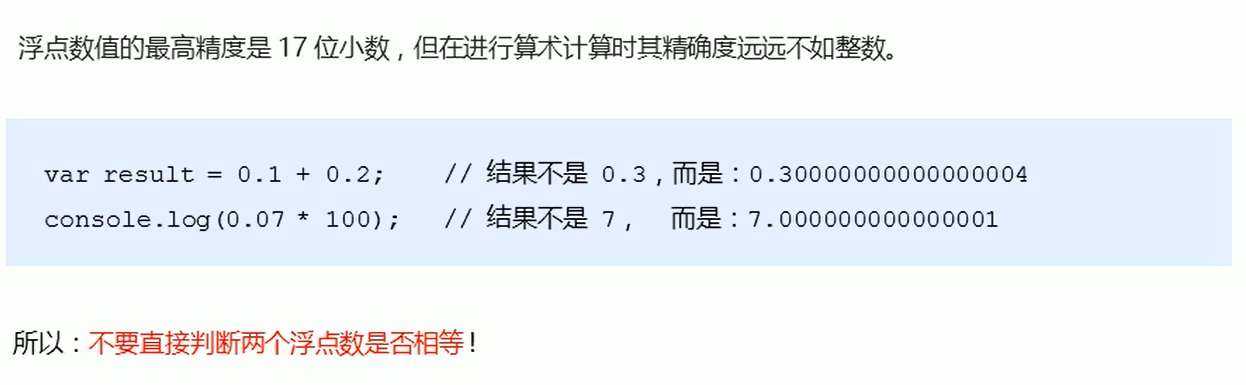 浮点数值的最高精度是 17 位小数，但在进行算术计算时其精确度远远不如整数。
var result = 0.1 + 0.2;    // 结果不是 0.3，而是：0.30000000000000004
console.log(0.07 * 100);   // 结果不是 7，  而是：7.000000000000001
所以：不要直接判断两个浮点数是否相等！